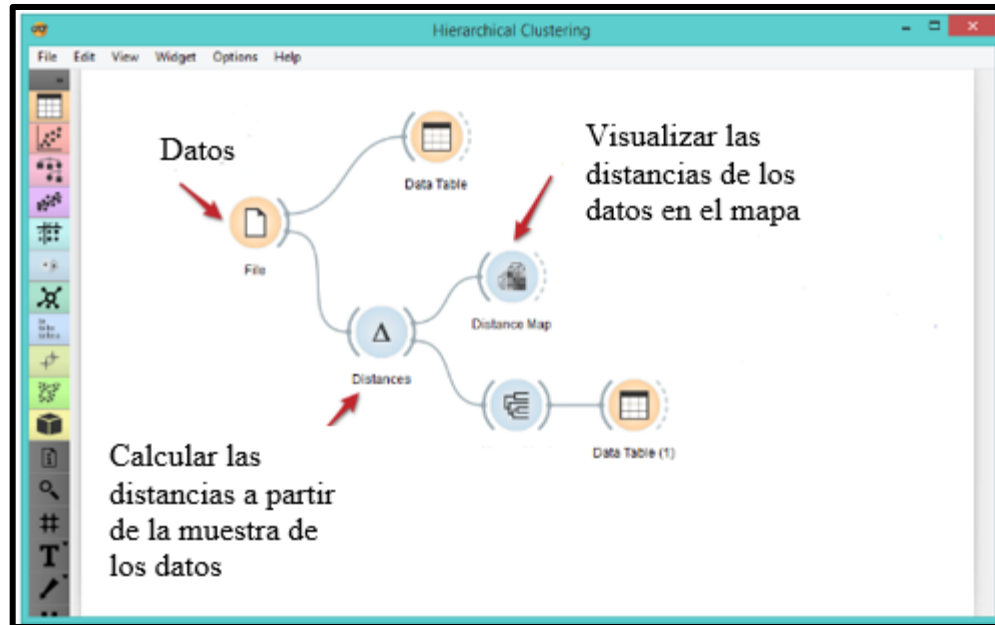 Hierarchical Clustering
File Edit View Widget Options Help
Datos
Data Table
Visualizar las
distancias de los
datos en el mapa
File
Distance Map
Distances
Data Table (1)
Calcular las
distancias a partir
de la muestra de
los datos